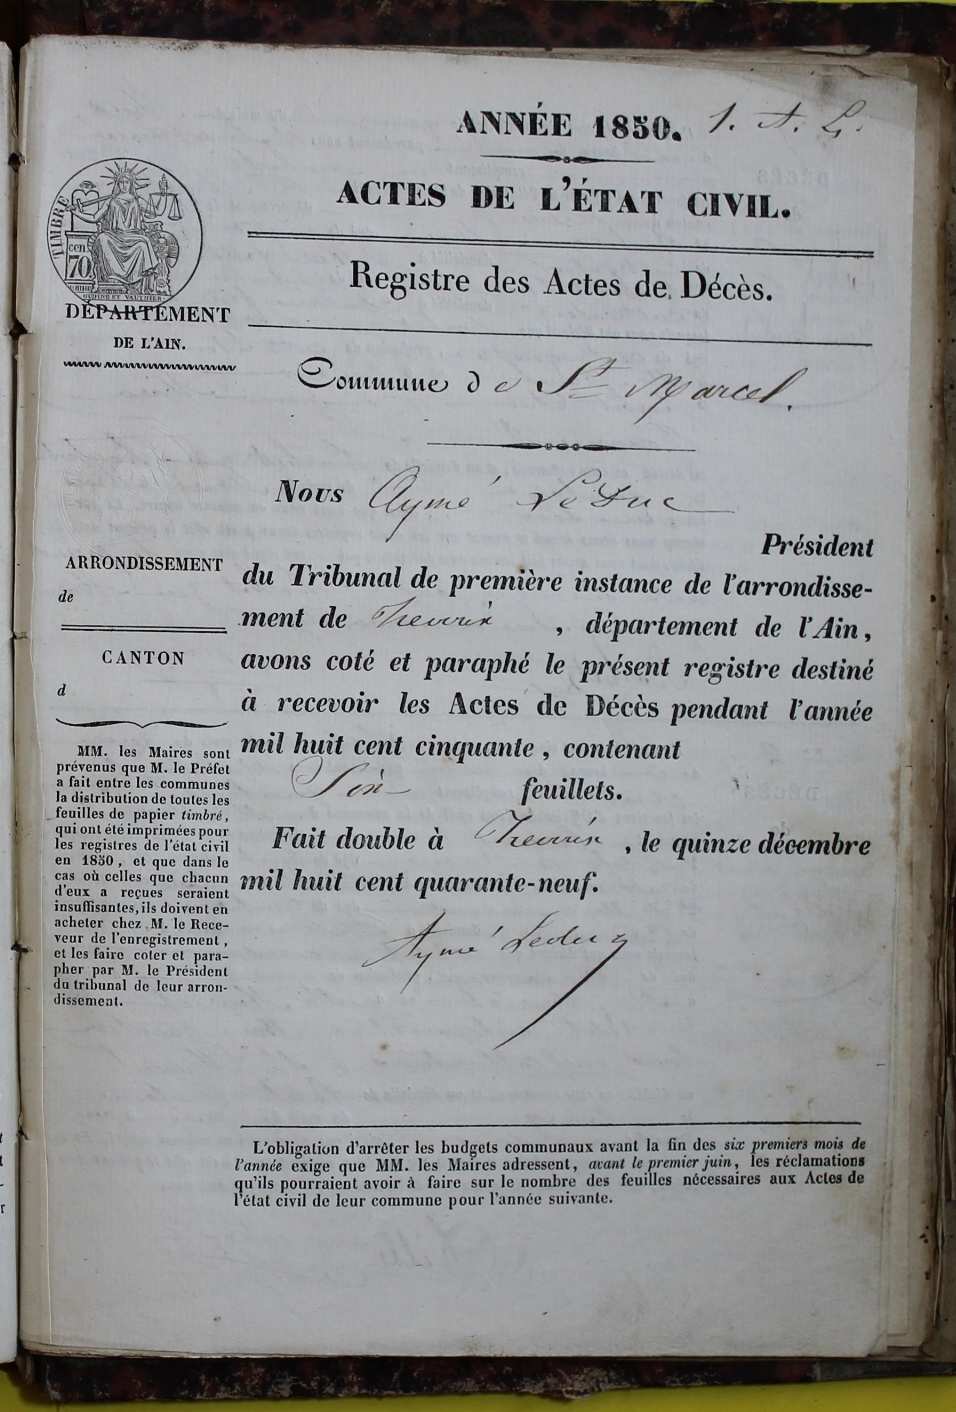 ANNÉE 1850. 1. A. L.
ACTES DE L'ÉTAT CIVIL.
TIMBRE
cen
70
Registre des Actes de Décès.
DÉPARTEMENT
DE L'AIN.
Commune de St Marcel.
Nous Aymé LeDuc
Président
du Tribunal de première instance de l'arrondisse-
ment de Trévoux , département de l'Ain,
avons coté et paraphé le présent registre destiné
à recevoir les Actes de Décès pendant l'année
mil huit cent cinquante, contenant
Six feuillets.
Fait double à Trévoux , le quinze décembre
mil huit cent quarante-neuf.
Aymé Leduc
ARRONDISSEMENT
de
CANTON
d
MM. les Maires sont
prévenus que M. le Préfet
a fait entre les communes
la distribution de toutes les
feuilles de papier timbré,
qui ont été imprimées pour
les registres de l'état civil
en 1850, et que dans le
cas où celles que chacun
d'eux a reçues seraient
insuffisantes, ils doivent en
acheter chez M. le Rece-
veur de l'enregistrement,
et les faire coter et para-
pher par M. le Président
du tribunal de leur arron-
dissement.
L'obligation d'arrêter les budgets communaux avant la fin des six premiers mois de
l'année exige que MM. les Maires adressent, avant le premier juin, les réclamations
qu'ils pourraient avoir à faire sur le nombre des feuilles nécessaires aux Actes de
l'état civil de leur commune pour l'année suivante.